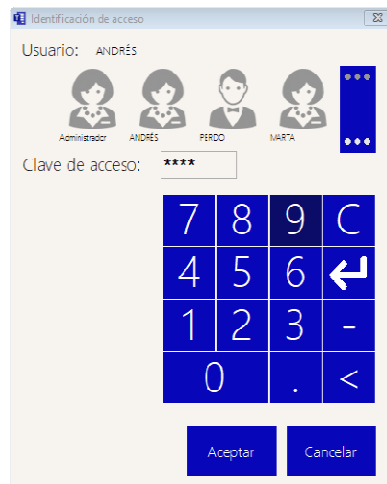 Identificación de acceso
Usuario: ANDRÉS
Administrador ANDRÉS PERDO MARTA
Clave de acceso: ****
7 8 9 C
4 5 6
1 2 3 -
0 . <
Aceptar Cancelar